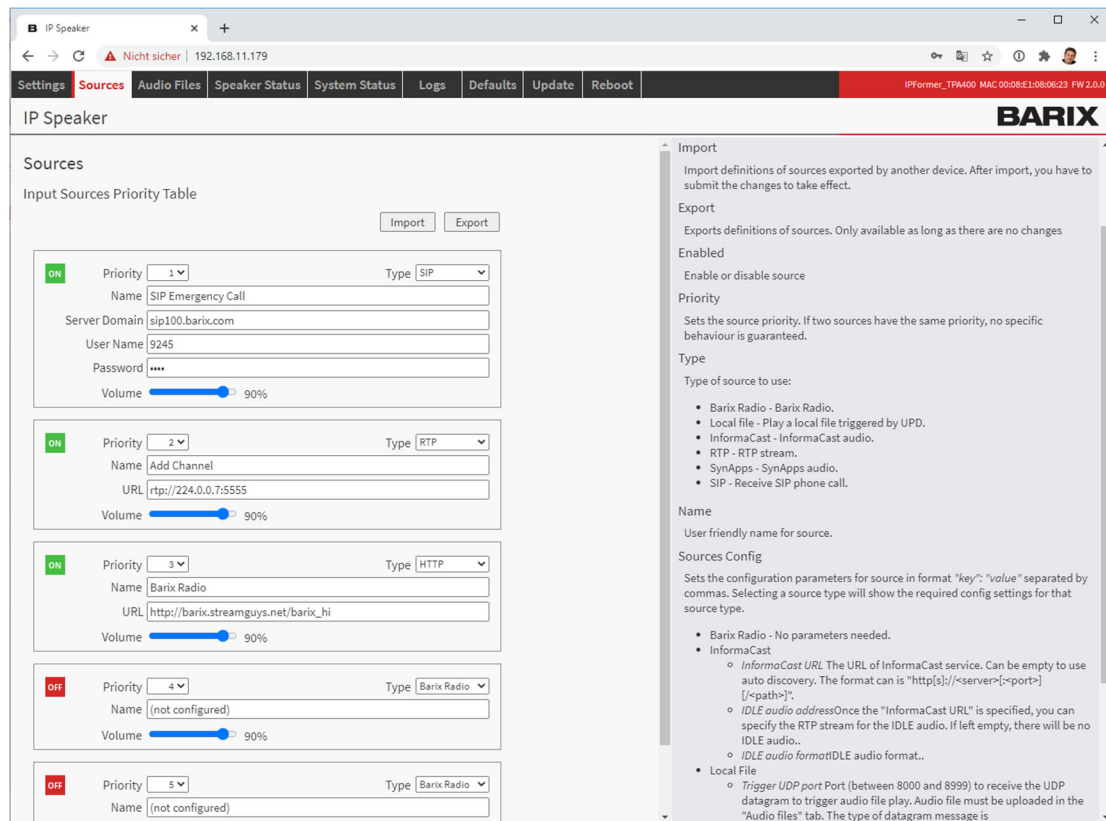 B IP Speaker
Nicht sicher | 192.168.11.179
Settings Sources Audio Files Speaker Status System Status Logs Defaults Update Reboot
IPFormer_TPA400 MAC 00:08:E1:08:06:23 FW 2.0.0
IP Speaker
BARIX
Sources
Input Sources Priority Table
Import Export
ON Priority 1 Type SIP
Name SIP Emergency Call
Server Domain sip100.barix.com
User Name 9245
Password ••••
Volume 90%
ON Priority 2 Type RTP
Name Add Channel
URL rtp://224.0.0.7:5555
Volume 90%
ON Priority 3 Type HTTP
Name Barix Radio
URL http://barix.streamguys.net/barix_hi
Volume 90%
OFF Priority 4 Type Barix Radio
Name (not configured)
Volume 90%
OFF Priority 5 Type Barix Radio
Name (not configured)
Import
Import definitions of sources exported by another device. After import, you have to
submit the changes to take effect.
Export
Exports definitions of sources. Only available as long as there are no changes
Enabled
Enable or disable source
Priority
Sets the source priority. If two sources have the same priority, no specific
behaviour is guaranteed.
Type
Type of source to use:
• Barix Radio - Barix Radio.
• Local file - Play a local file triggered by UPD.
• InformaCast - InformaCast audio.
• RTP - RTP stream.
• SynApps - SynApps audio.
• SIP - Receive SIP phone call.
Name
User friendly name for source.
Sources Config
Sets the configuration parameters for source in format "key": "value" separated by
commas. Selecting a source type will show the required config settings for that
source type.
• Barix Radio - No parameters needed.
• InformaCast
◦ InformaCast URL The URL of InformaCast service. Can be empty to use
auto discovery. The format can is "http[s]://<server>[:<port>]
[/<path>]".
◦ IDLE audio addressOnce the "InformaCast URL" is specified, you can
specify the RTP stream for the IDLE audio. If left empty, there will be no
IDLE audio..
◦ IDLE audio formatIDLE audio format..
• Local File
◦ Trigger UDP port Port (between 8000 and 8999) to receive the UDP
datagram to trigger audio file play. Audio file must be uploaded in the
"Audio files" tab. The type of datagram message is